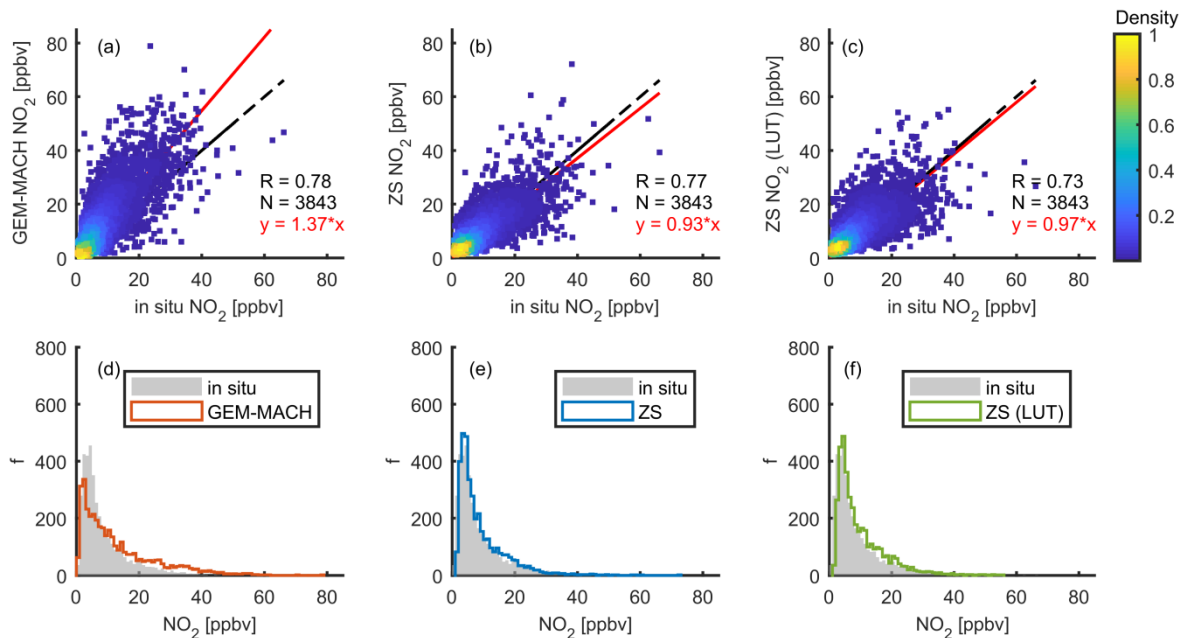 Density
(a)
(b)
(c)
GEM-MACH NO2 [ppbv]
80
60
40
20
0
R = 0.78
N = 3843
y = 1.37*x
0 20 40 60 80
in situ NO2 [ppbv]
ZS NO2 [ppbv]
80
60
40
20
0
R = 0.77
N = 3843
y = 0.93*x
0 20 40 60 80
in situ NO2 [ppbv]
ZS NO2 (LUT) [ppbv]
80
60
40
20
0
R = 0.73
N = 3843
y = 0.97*x
0 20 40 60 80
in situ NO2 [ppbv]
1
0.8
0.6
0.4
0.2
(d)
in situ
GEM-MACH
f
800
600
400
200
0
0 20 40 60 80
NO2 [ppbv]
(e)
in situ
ZS
f
800
600
400
200
0
0 20 40 60 80
NO2 [ppbv]
(f)
in situ
ZS (LUT)
f
800
600
400
200
0
0 20 40 60 80
NO2 [ppbv]